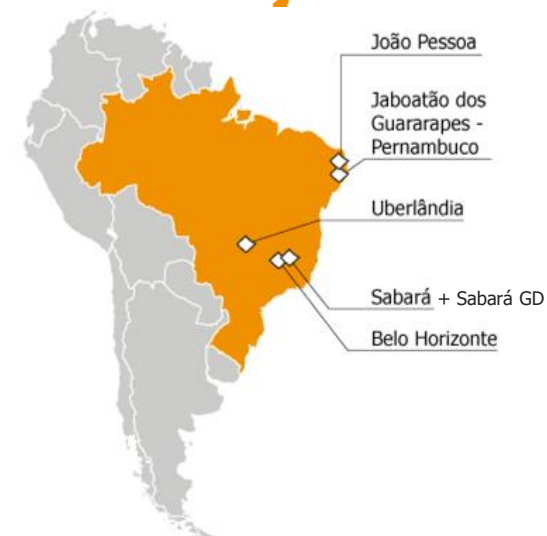 João Pessoa
Jaboatão dos
Guararapes -
Pernambuco
Uberlândia
Sabará + Sabará GD
Belo Horizonte